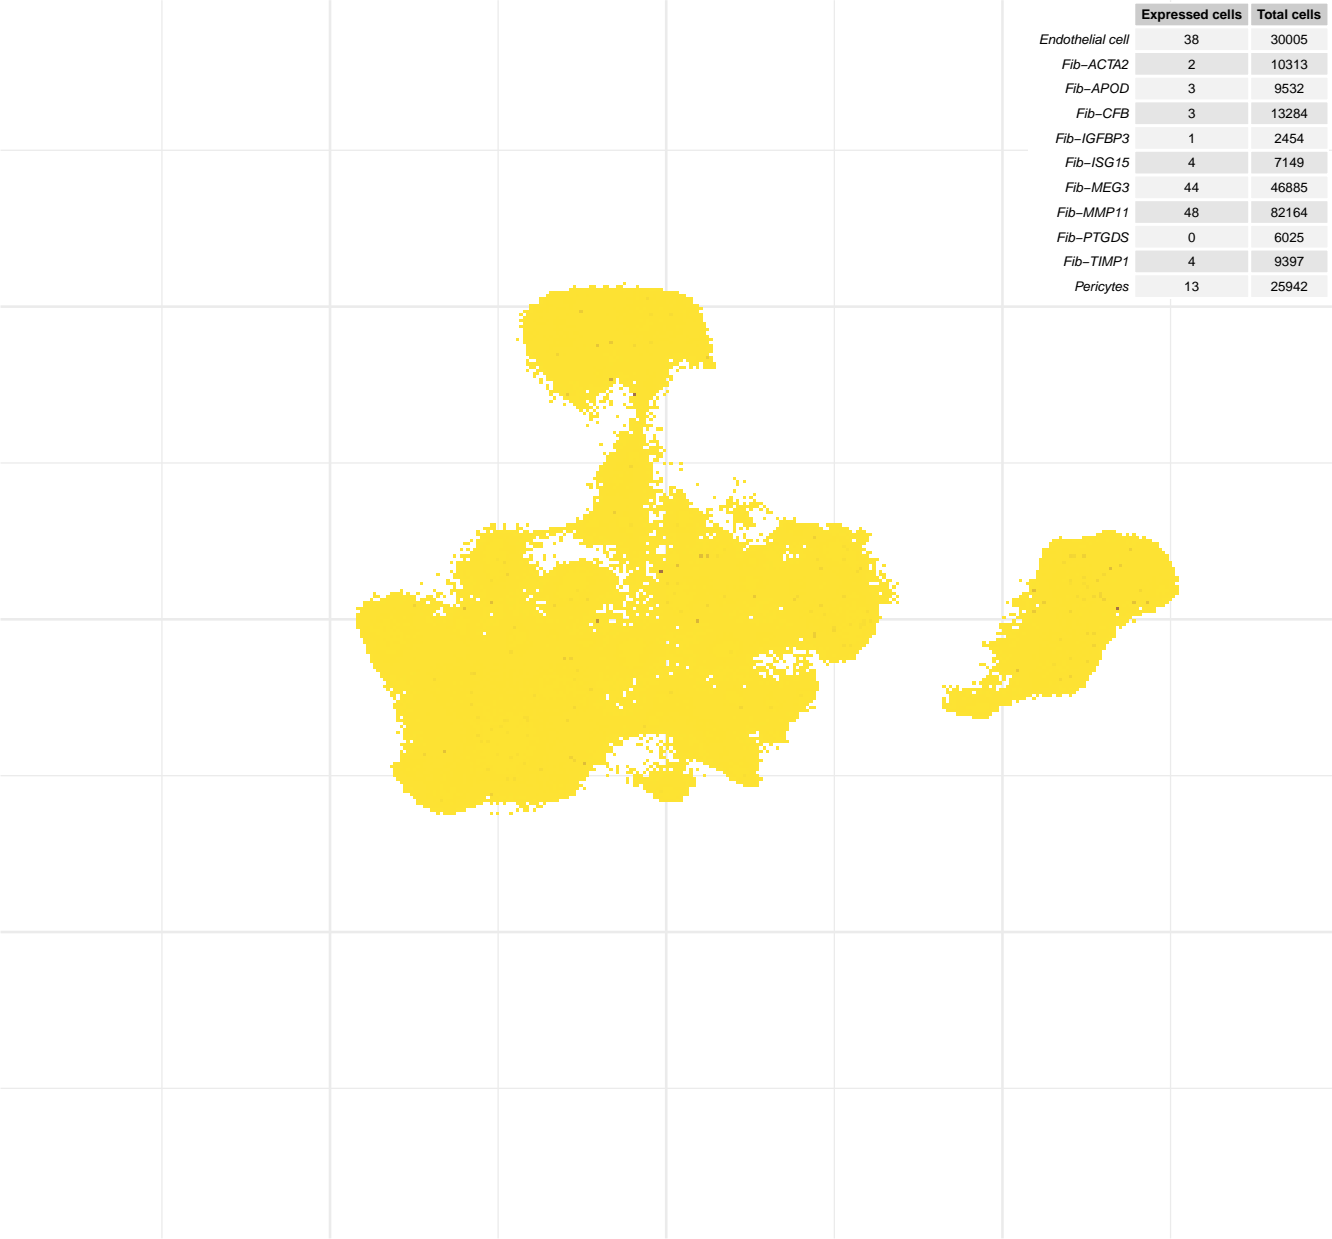 Expressed cells Total cells
Endothelial cell 38 30005
Fib−ACTA2 2 10313
Fib−APOD 3 9532
Fib−CFB 3 13284
Fib−IGFBP3 1 2454
Fib−ISG15 4 7149
Fib−MEG3 44 46885
Fib−MMP11 48 82164
Fib−PTGDS 0 6025
Fib−TIMP1 4 9397
Pericytes 13 25942